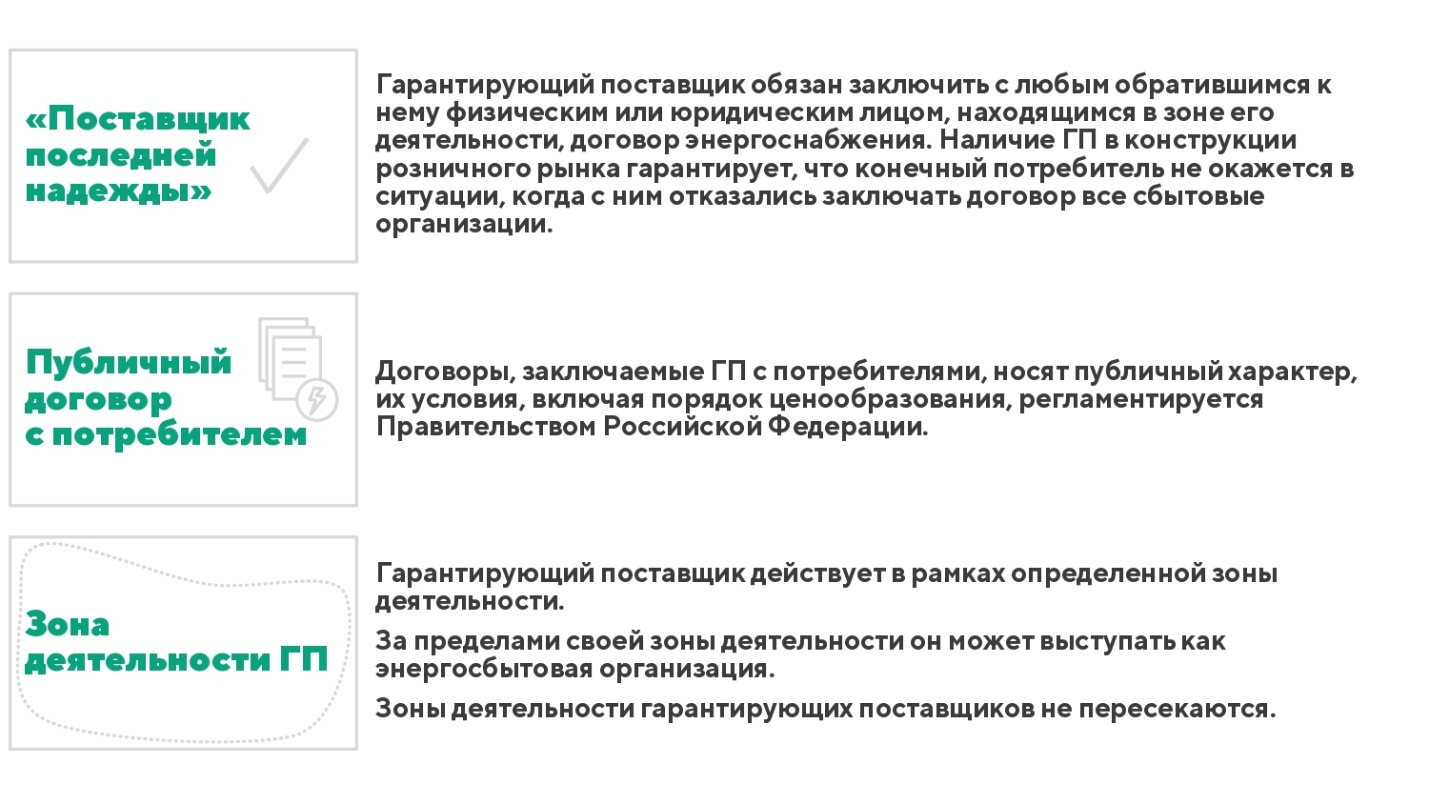 «Поставщик
последней
надежды»
Гарантирующий поставщик обязан заключить с любым обратившимся к
нему физическим или юридическим лицом, находящимся в зоне его
деятельности, договор энергоснабжения. Наличие ГП в конструкции
розничного рынка гарантирует, что конечный потребитель не окажется в
ситуации, когда с ним отказались заключать договор все сбытовые
организации.
Публичный
договор
с потребителем
Договоры, заключаемые ГП с потребителями, носят публичный характер,
их условия, включая порядок ценообразования, регламентируется
Правительством Российской Федерации.
Зона
деятельности ГП
Гарантирующий поставщик действует в рамках определенной зоны
деятельности.
За пределами своей зоны деятельности он может выступать как
энергосбытовая организация.
Зоны деятельности гарантирующих поставщиков не пересекаются.